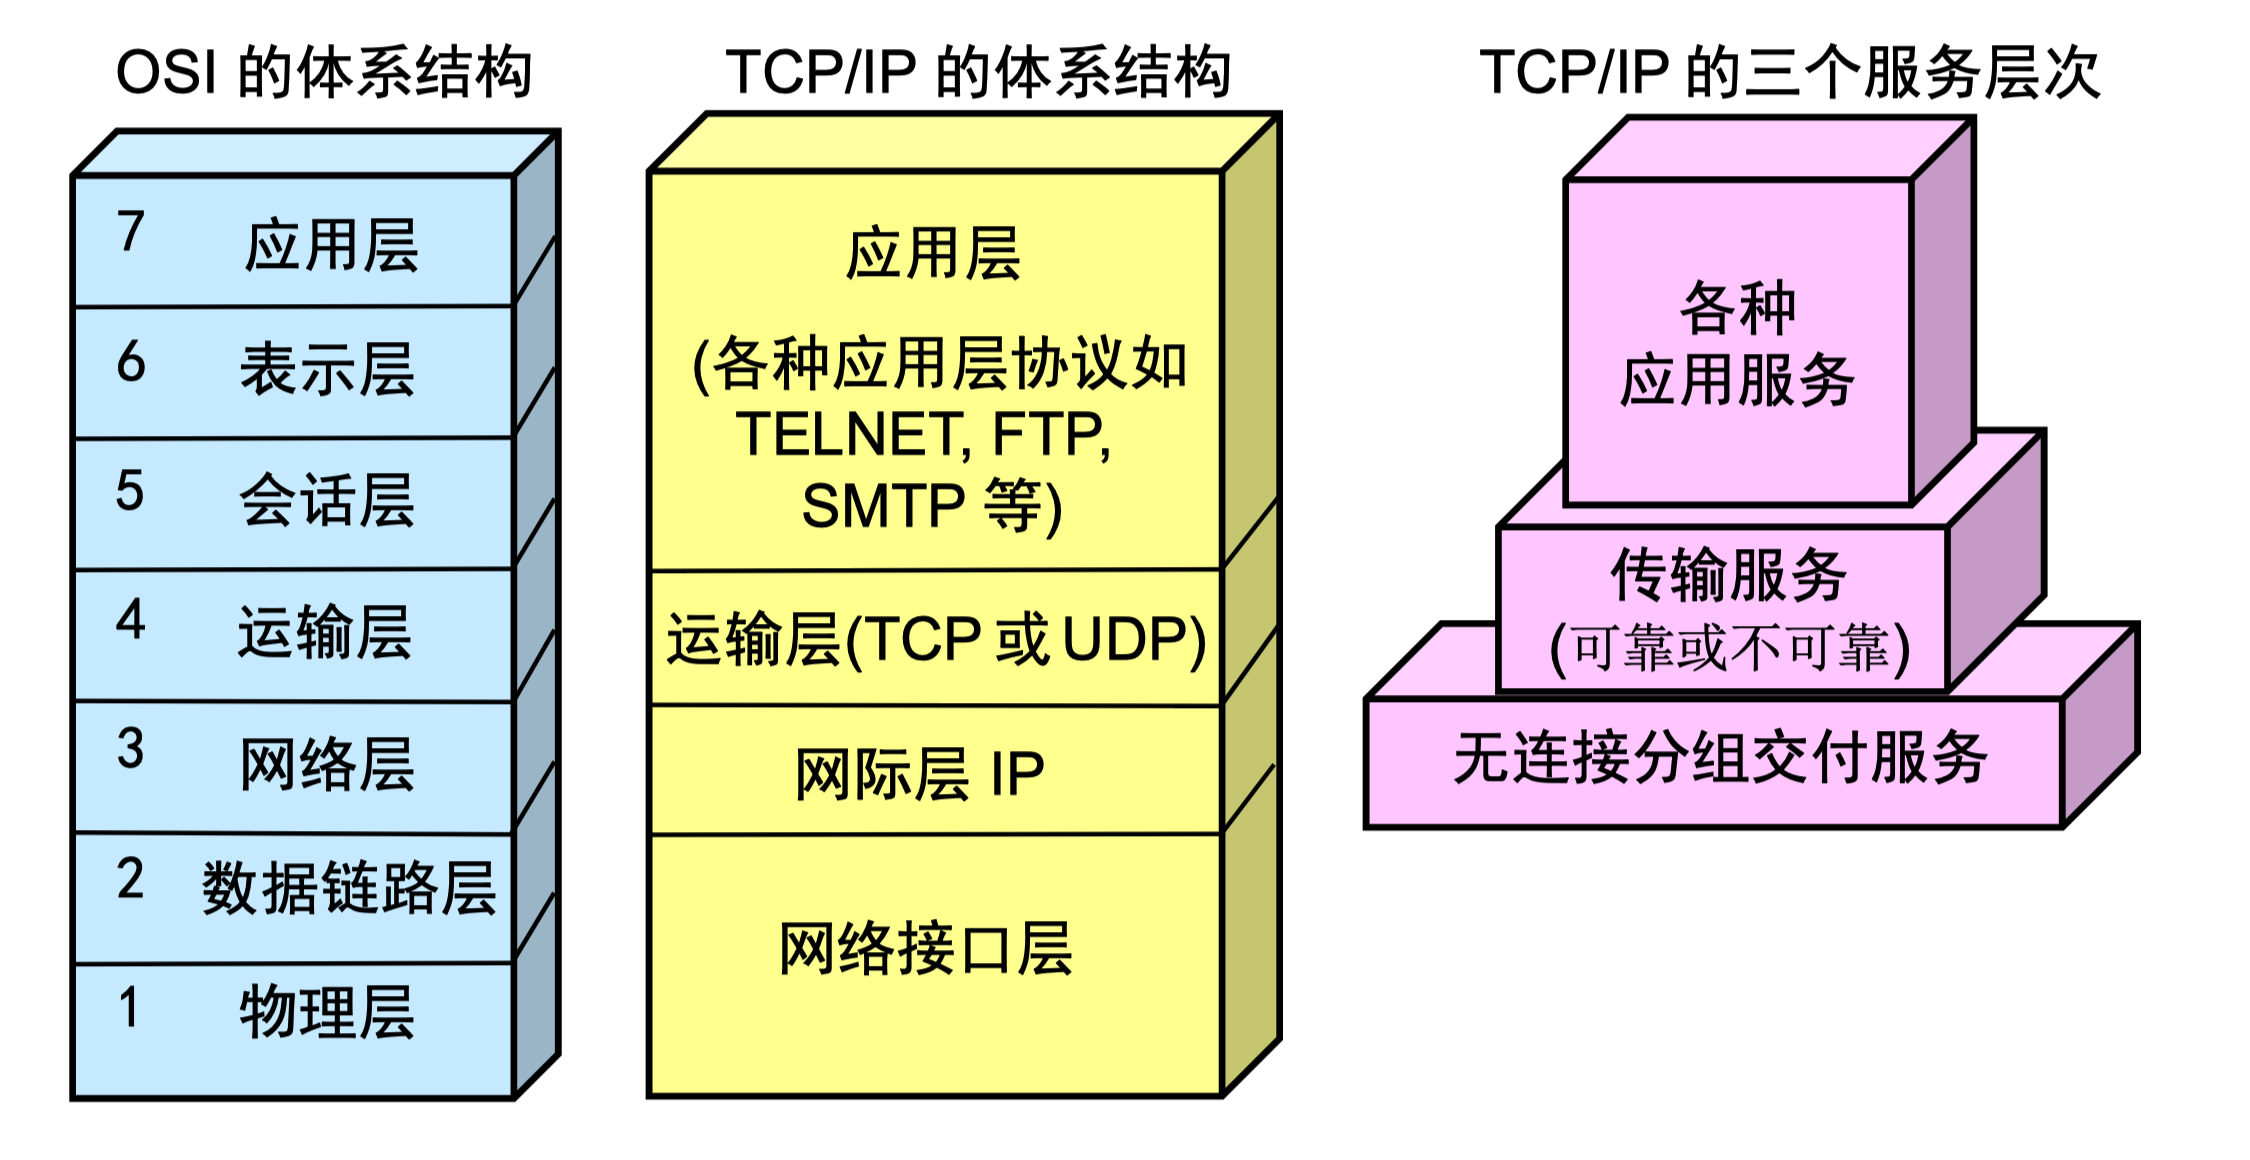 OSI 的体系结构
7 应用层
6 表示层
5 会话层
4 运输层
3 网络层
2 数据链路层
1 物理层
TCP/IP 的体系结构
应用层
(各种应用层协议如
TELNET, FTP,
SMTP 等)
运输层(TCP 或 UDP)
网际层 IP
网络接口层
TCP/IP 的三个服务层次
各种
应用服务
传输服务
(可靠或不可靠)
无连接分组交付服务